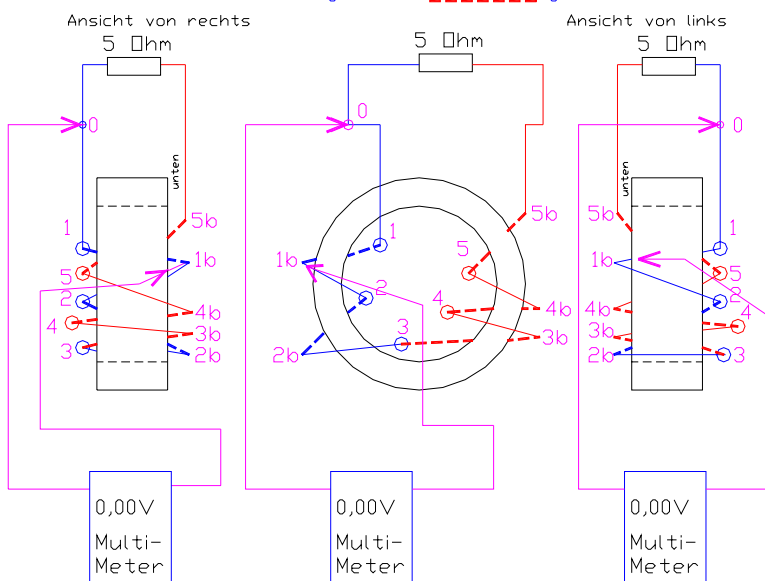 Ansicht von rechts
Ansicht von links
5 Ohm
5 Ohm
5 Ohm
0
0
0
unten
unten
1
5b
1b
5
2
4b
4
3b
3
2b
1
5b
1b
5
2
4
4b
3
3b
2b
1
5b
1b
5
2
4b
4
3b
2b
3
0,00V
Multi-
Meter
0,00V
Multi-
Meter
0,00V
Multi-
Meter